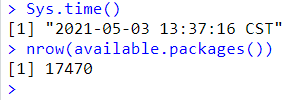 > Sys.time()
[1] "2021-05-03 13:37:16 CST"
> nrow(available.packages())
[1] 17470
>